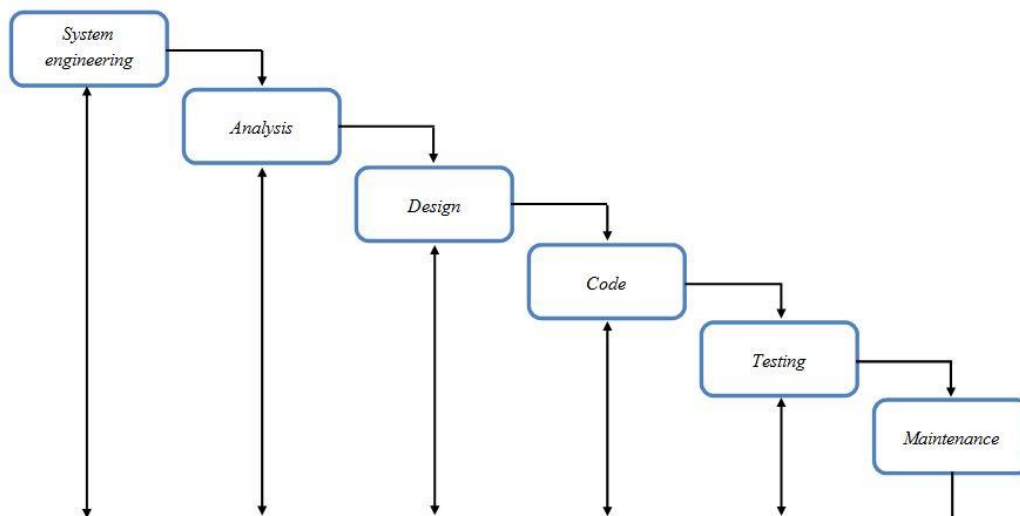 System
engineering
Analysis
Design
Code
Testing
Maintenance